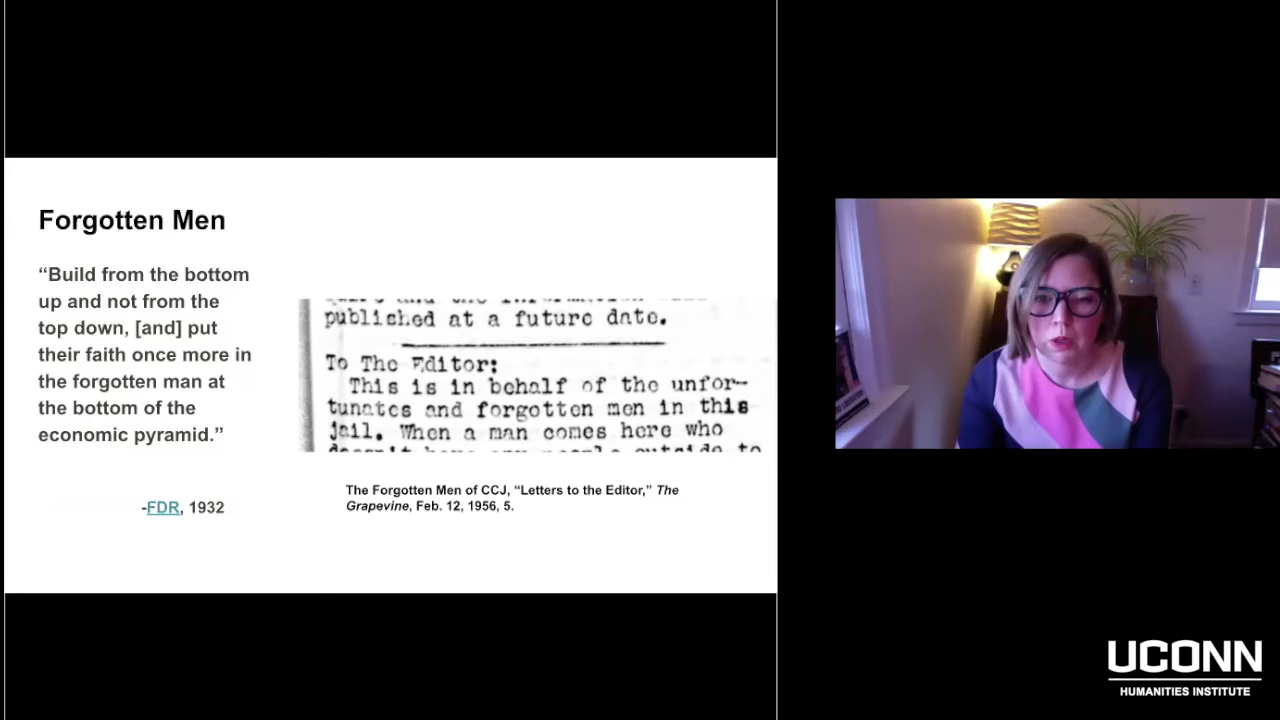 Forgotten Men
“Build from the bottom
up and not from the
top down, [and] put
their faith once more in
the forgotten man at
the bottom of the
economic pyramid.”
-FDR, 1932
published at a future date.
To The Editor:
This is in behalf of the unfor-
tunates and forgotten men in this
jail. When a man comes here who
The Forgotten Men of CCJ, “Letters to the Editor,” The
Grapevine, Feb. 12, 1956, 5.
UCONN
HUMANITIES INSTITUTE